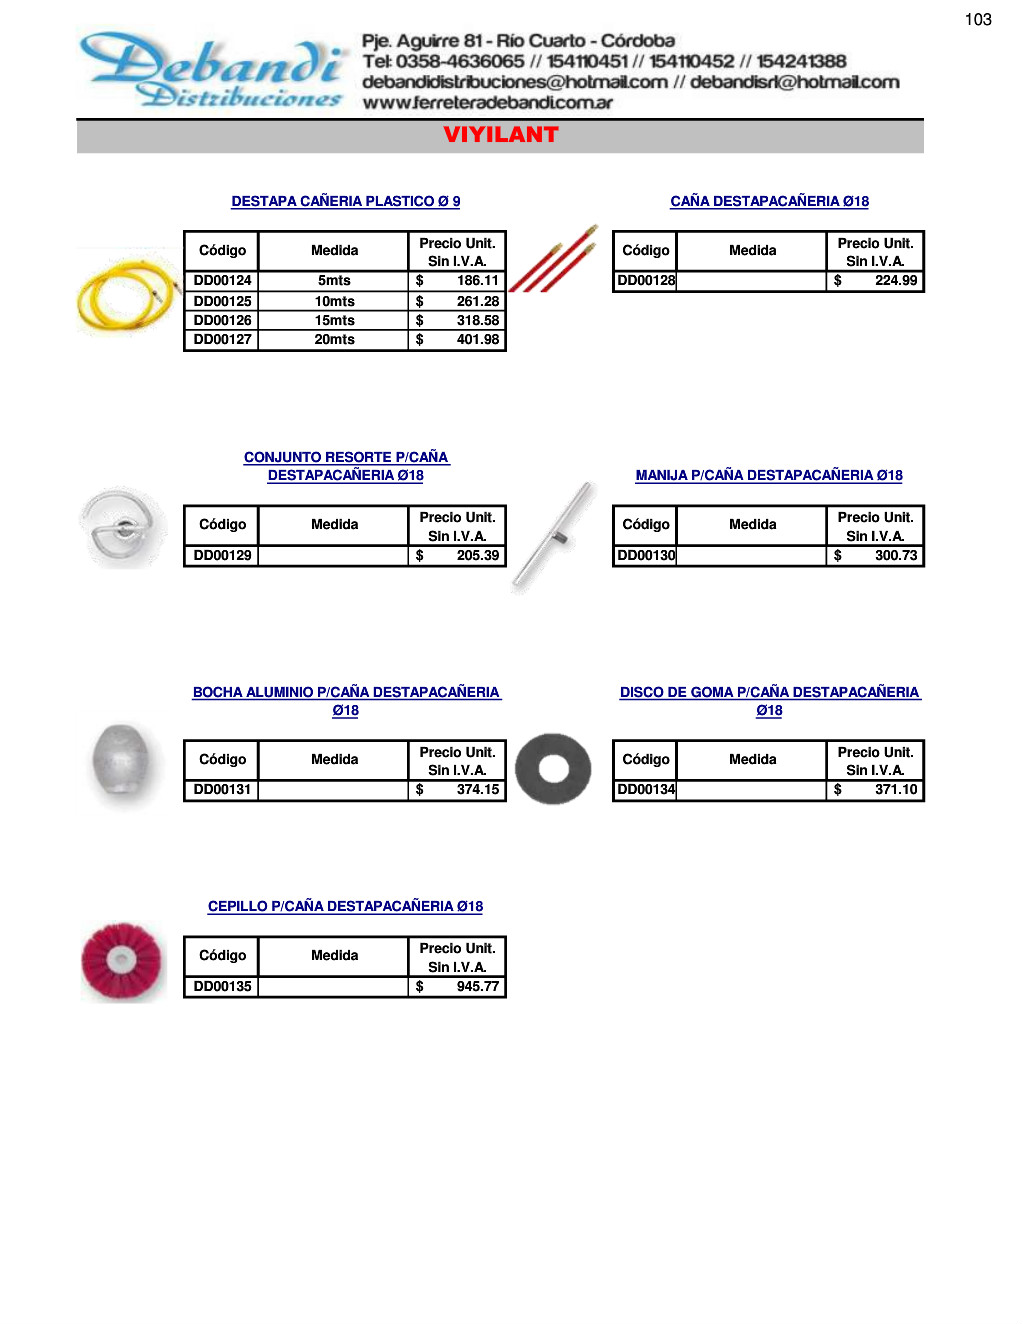 103
Debandi
Distribuciones
Pje. Aguirre 81 - Río Cuarto - Córdoba
Tel: 0358-4636065 // 154110451 // 154110452 // 154241388
debandidistribuciones@hotmail.com // debandisrl@hotmail.com
www.ferreteradebandi.com.ar
VIYILANT
DESTAPA CAÑERIA PLASTICO Ø 9
Código Medida Precio Unit. Sin I.V.A.
DD00124 5mts $ 186.11
DD00125 10mts $ 261.28
DD00126 15mts $ 318.58
DD00127 20mts $ 401.98
CAÑA DESTAPACAÑERIA Ø18
Código Medida Precio Unit. Sin I.V.A.
DD00128 $ 224.99
CONJUNTO RESORTE P/CAÑA
DESTAPACAÑERIA Ø18
Código Medida Precio Unit. Sin I.V.A.
DD00129 $ 205.39
MANIJA P/CAÑA DESTAPACAÑERIA Ø18
Código Medida Precio Unit. Sin I.V.A.
DD00130 $ 300.73
BOCHA ALUMINIO P/CAÑA DESTAPACAÑERIA
Ø18
Código Medida Precio Unit. Sin I.V.A.
DD00131 $ 374.15
DISCO DE GOMA P/CAÑA DESTAPACAÑERIA
Ø18
Código Medida Precio Unit. Sin I.V.A.
DD00134 $ 371.10
CEPILLO P/CAÑA DESTAPACAÑERIA Ø18
Código Medida Precio Unit. Sin I.V.A.
DD00135 $ 945.77